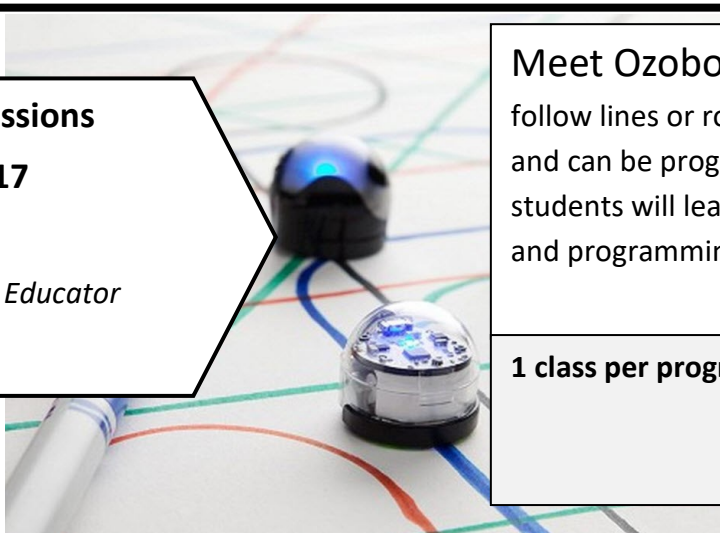 ssions
17
Educator
Meet Ozobo
follow lines or ro
and can be prog
students will lea
and programmin
1 class per progr